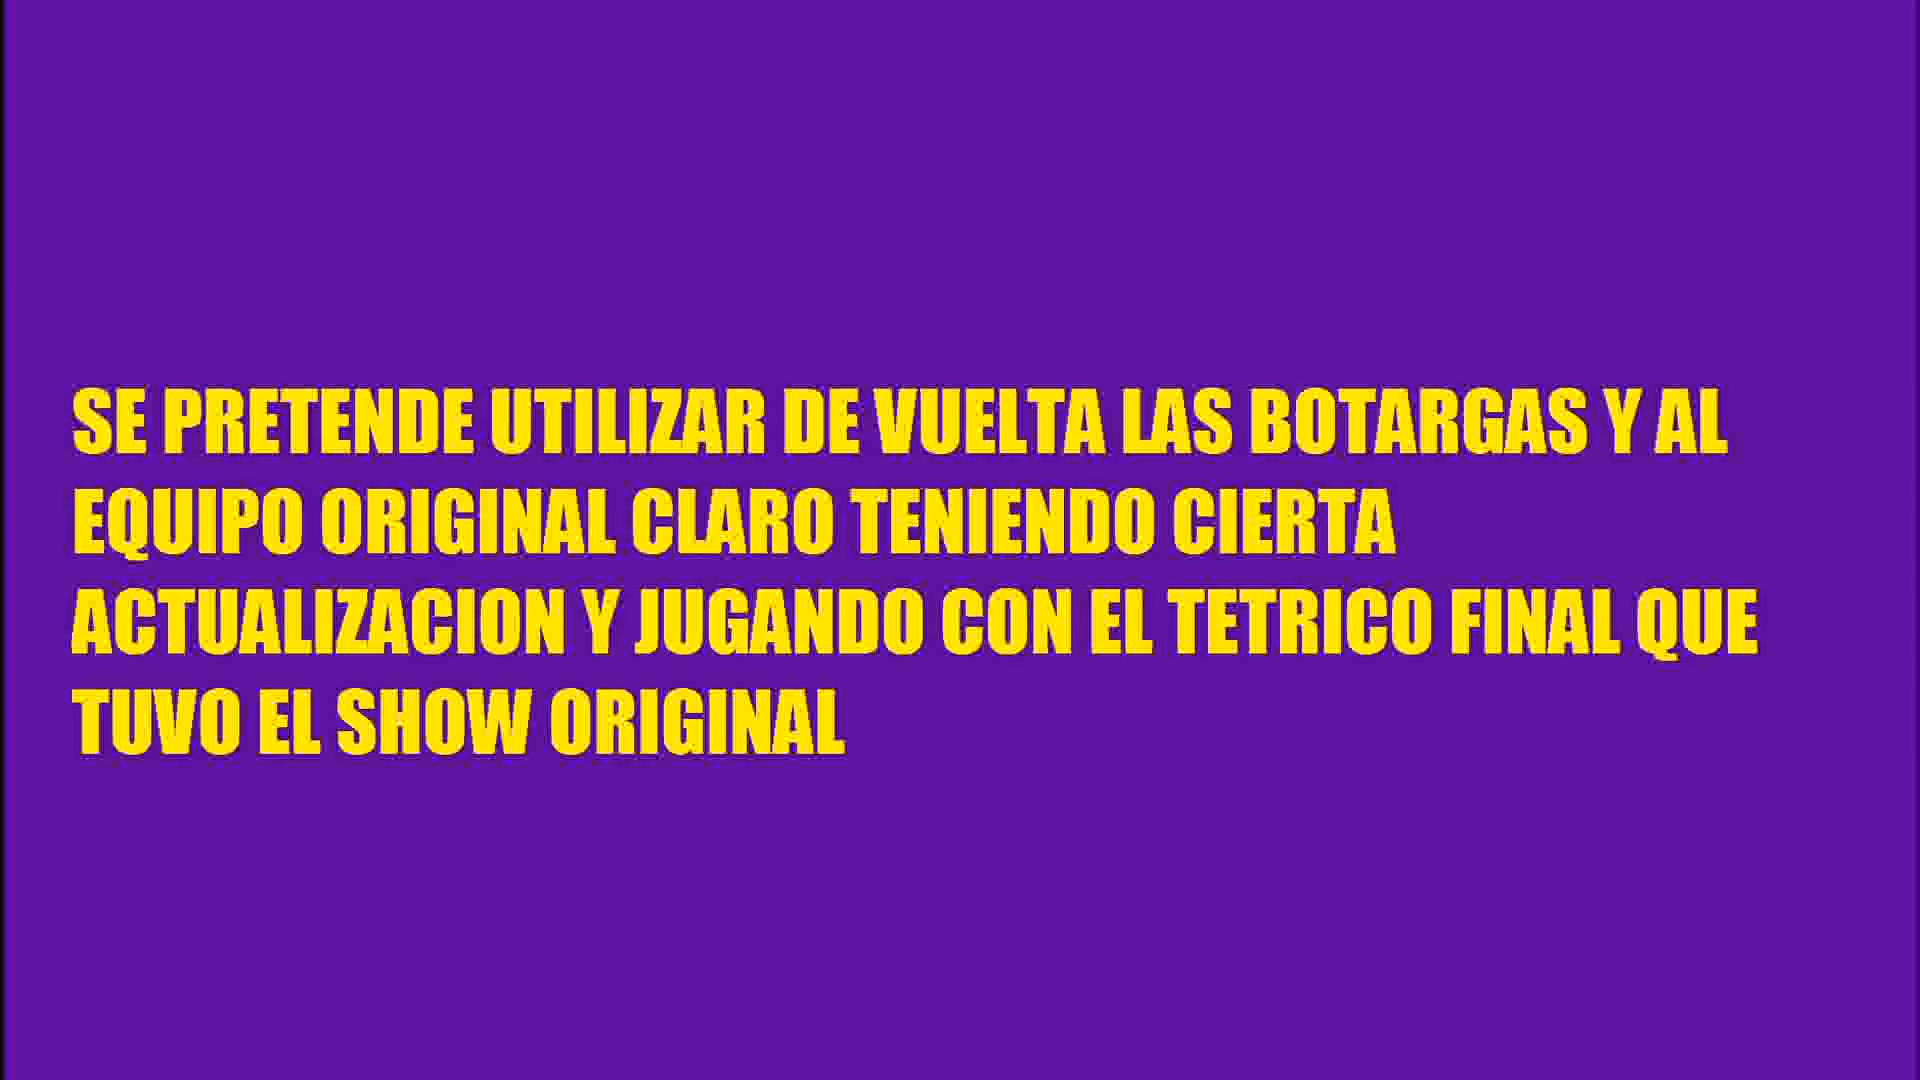 SE PRETENDE UTILIZAR DE VUELTA LAS BOTARGAS Y AL
EQUIPO ORIGINAL CLARO TENIENDO CIERTA
ACTUALIZACION Y JUGANDO CON EL TETRICO FINAL QUE
TUVO EL SHOW ORIGINAL